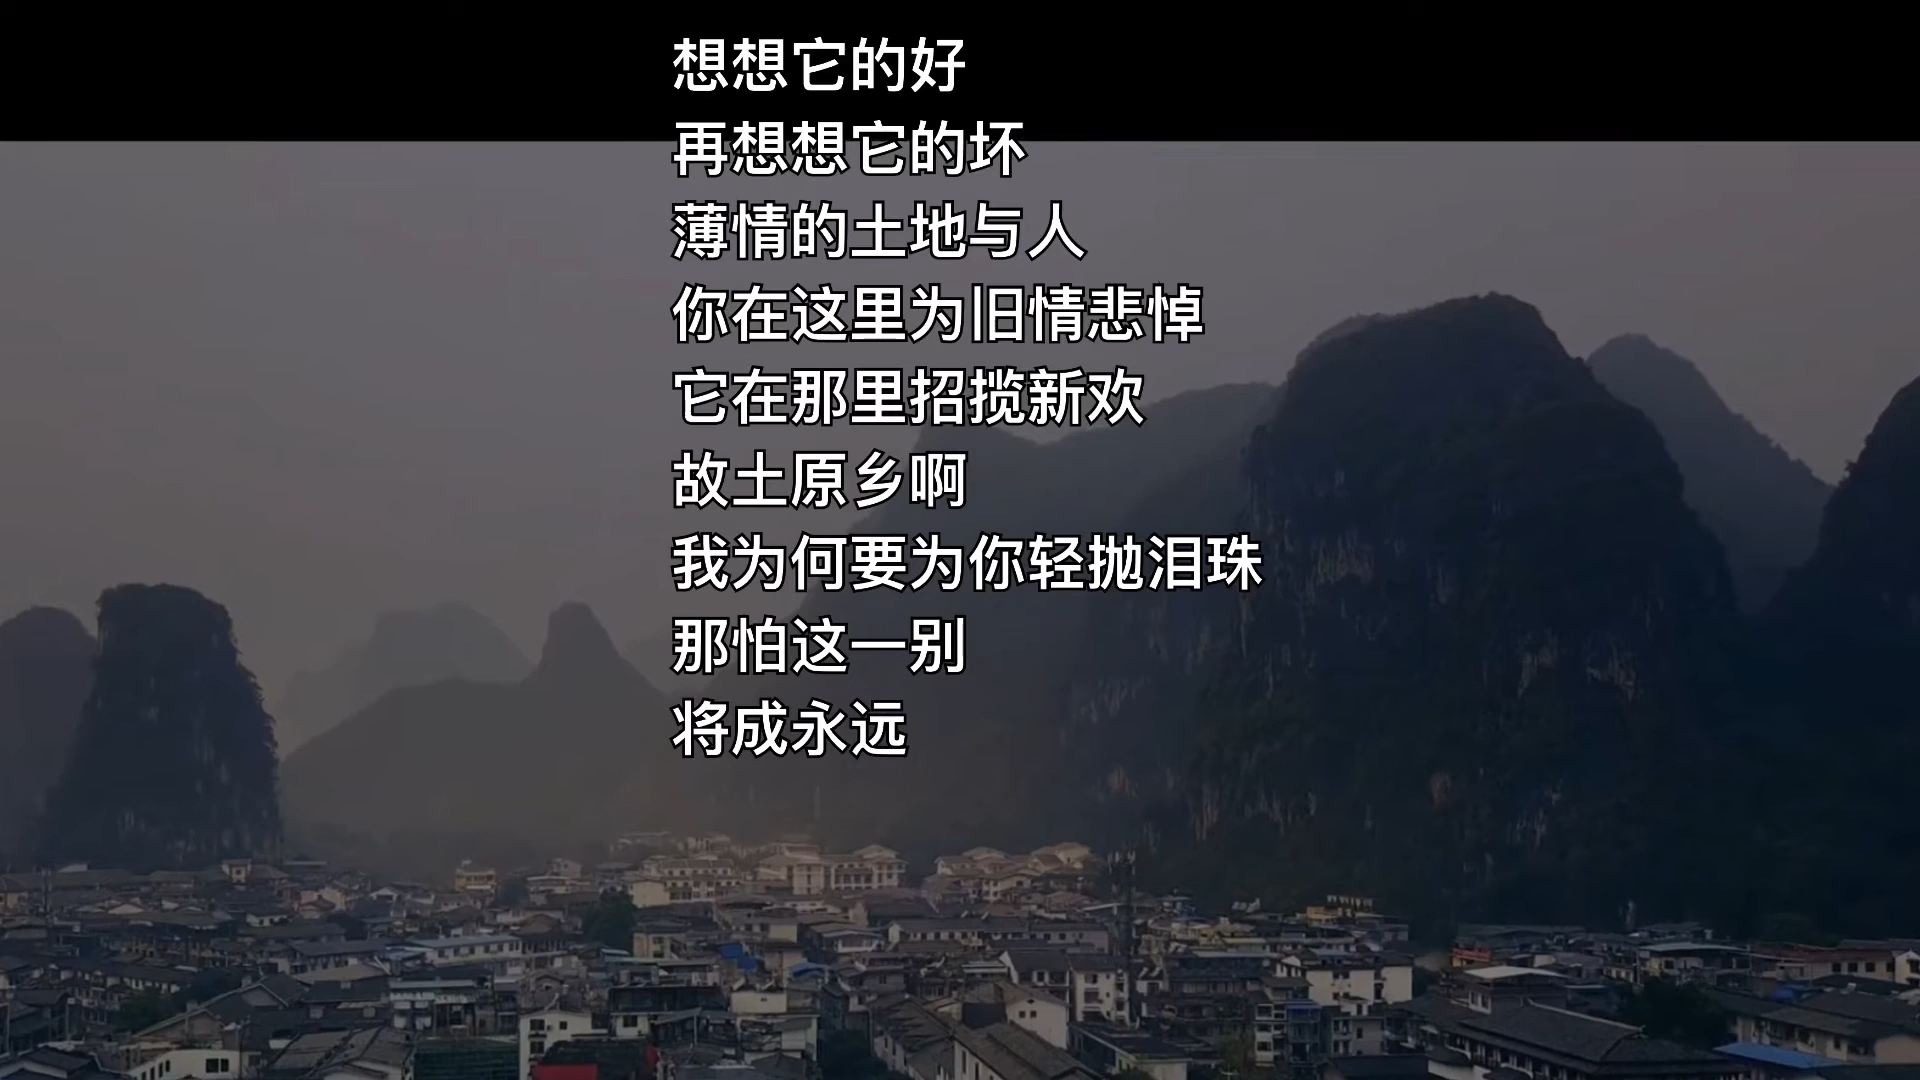 想想它的好
再想想它的坏
薄情的土地与人
你在这里为旧情悲悼
它在那里招揽新欢
故土原乡啊
我为何要为你轻抛泪珠
那怕这一别
将成永远